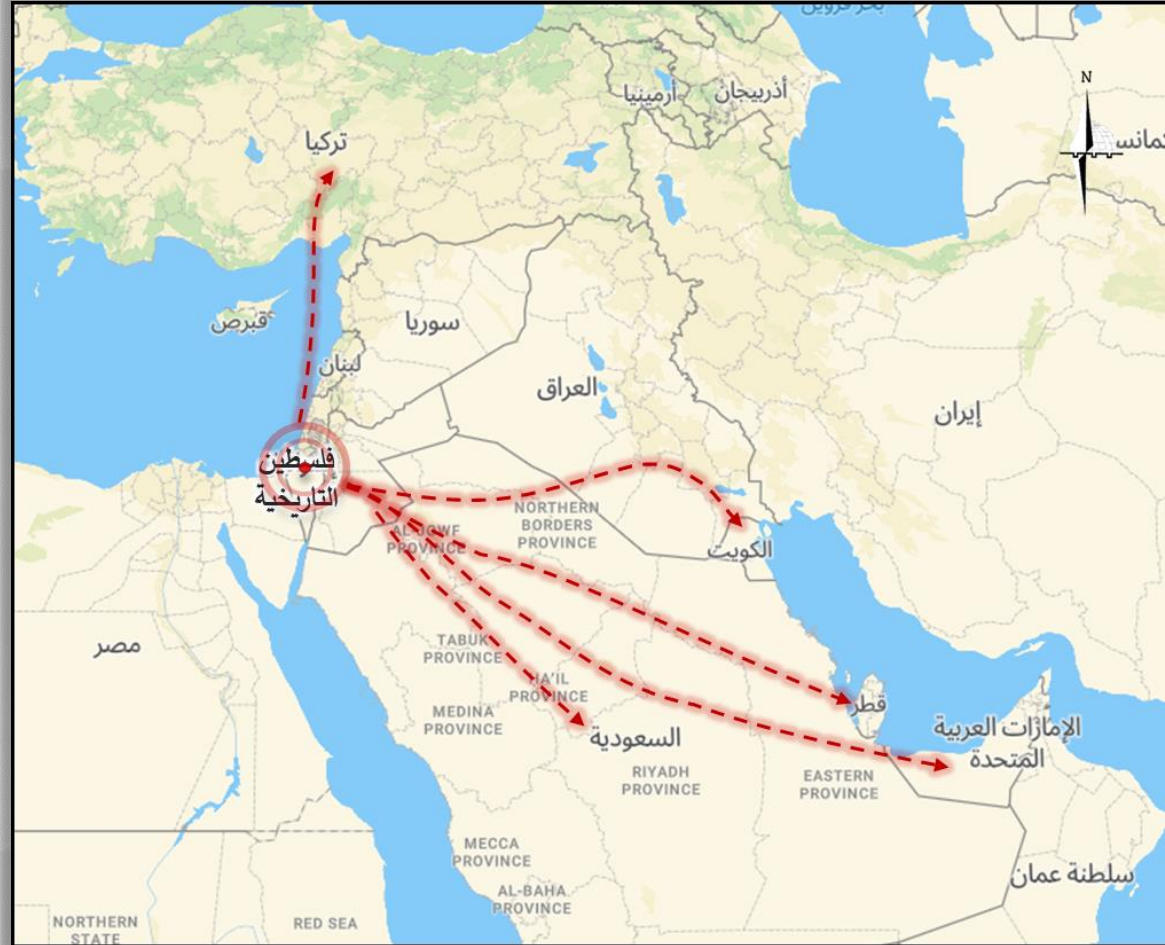 بحر قزوين
N
أرمينيا
أذربيجان
تركيا
قبرص
سوريا
لبنان
العراق
إيران
فلسطين
التاريخية
NORTHERN
BORDERS
PROVINCE
AL-JOWF
PROVINCE
الكويت
مصر
TABUK
PROVINCE
HA'IL
PROVINCE
MEDINA
PROVINCE
قطر
السعودية
الإمارات العربية
المتحدة
RIYADH
PROVINCE
EASTERN
PROVINCE
MECCA
PROVINCE
AL-BAHA
PROVINCE
سلطنة عمان
NORTHERN
STATE
RED SEA